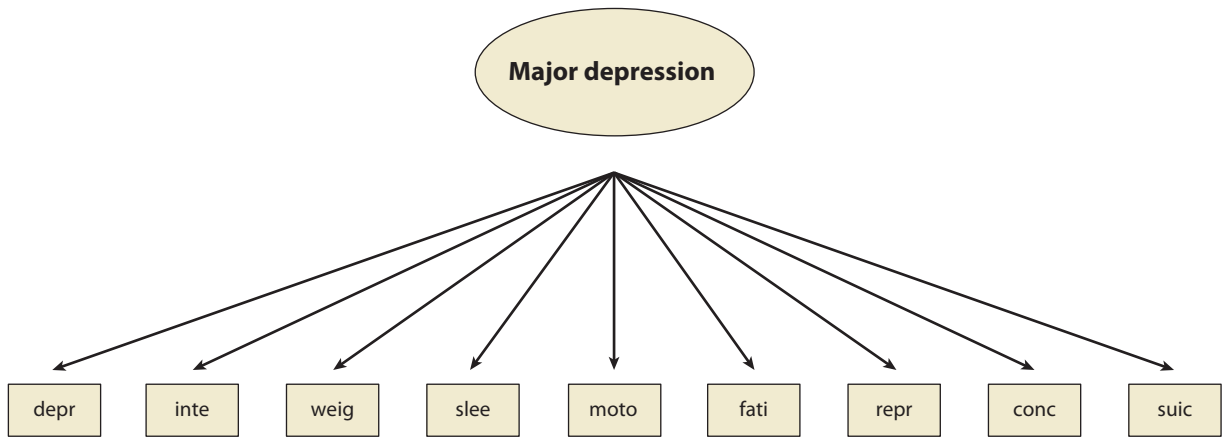 Major depression
depr
inte
weig
slee
moto
fati
repr
conc
suic